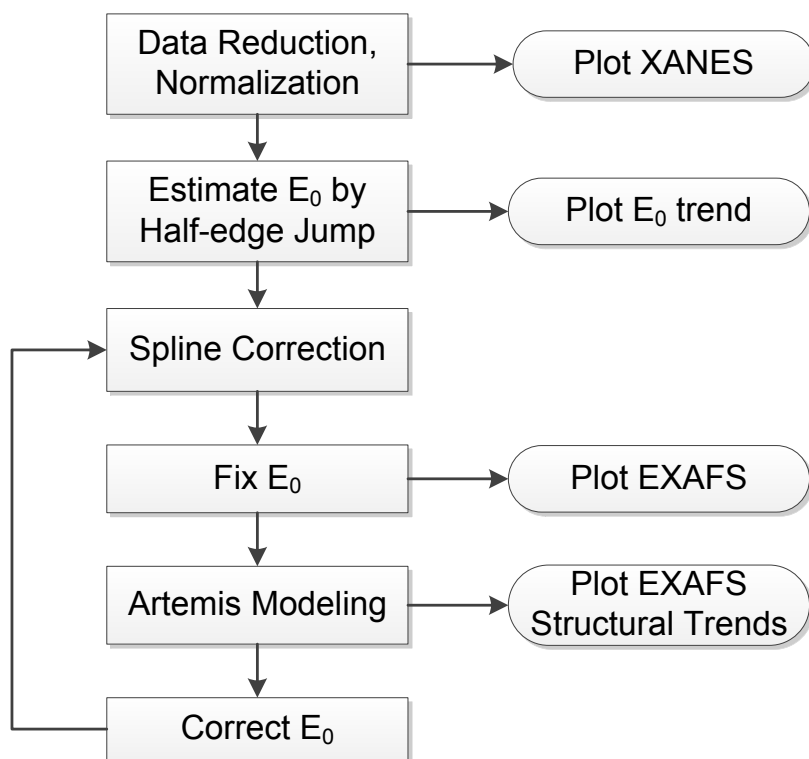 Data Reduction,
Normalization
Plot XANES
Estimate E₀ by
Half-edge Jump
Plot E₀ trend
Spline Correction
Fix E₀
Plot EXAFS
Artemis Modeling
Plot EXAFS
Structural Trends
Correct E₀